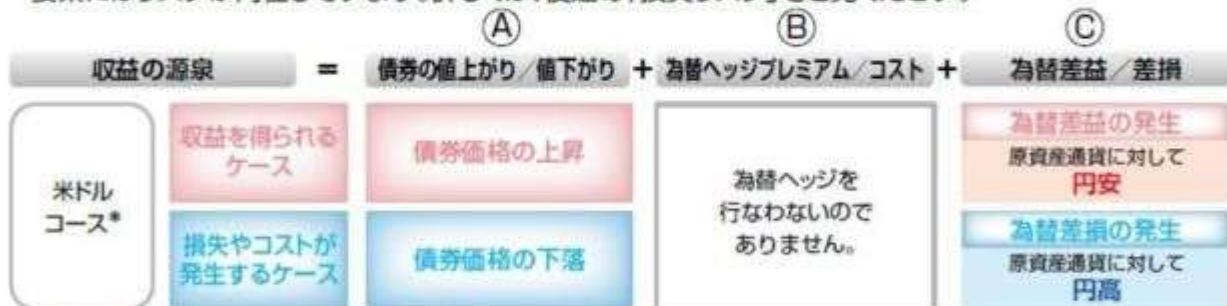 Ⓐ Ⓑ Ⓒ
収益の源泉 = 債券の値上がり／値下がり + 為替ヘッジプレミアム／コスト + 為替差益／差損
米ドル
コース*
収益を得られる
ケース
債券価格の上昇
為替ヘッジを
行なわないので
ありません。
為替差益の発生
原資産通貨に対して
円安
損失やコストが
発生するケース
債券価格の下落
為替差損の発生
原資産通貨に対して
円高